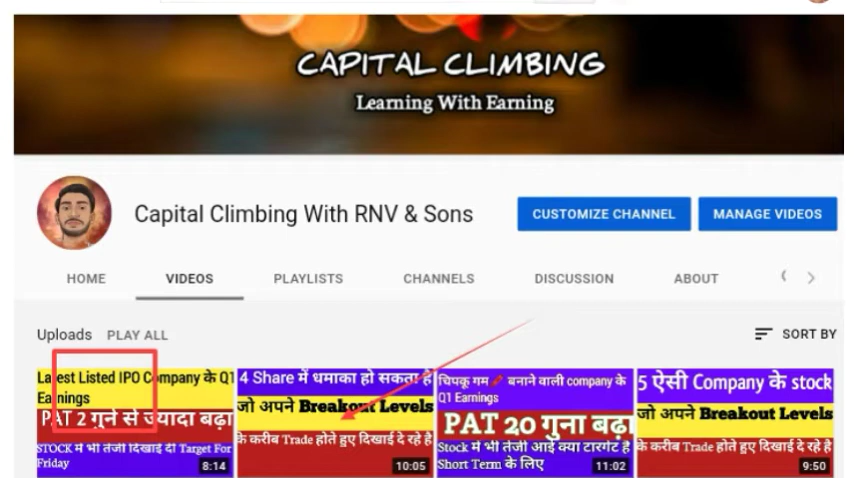 CAPITAL CLIMBING
Learning With Earning
Capital Climbing With RNV & Sons
CUSTOMIZE CHANNEL
MANAGE VIDEOS
HOME
VIDEOS
PLAYLISTS
CHANNELS
DISCUSSION
ABOUT
Uploads PLAY ALL
SORT BY
Latest Listed IPO Company के Q1
Earnings
PAT 2 गुने से ज्यादा बढ़ा
STOCK में भी तेजी दिखाई दी Target For
Friday
8:14
4 Share में धमाका हो सकता है
जो अपने Breakout Levels
के करीब Trade होते हुए दिखाई दे रहे है
10:05
चिपकू गम बनाने वाली company के
Q1 Earnings
PAT 20 गुना बढ़ा
Stock में भी तेजी आई क्या टारगेट है
Short Term के लिए
11:02
5 ऐसी Company के stock
जो अपने Breakout Levels
के करीब Trade होते हुए दिखाई दे रहे है
9:50